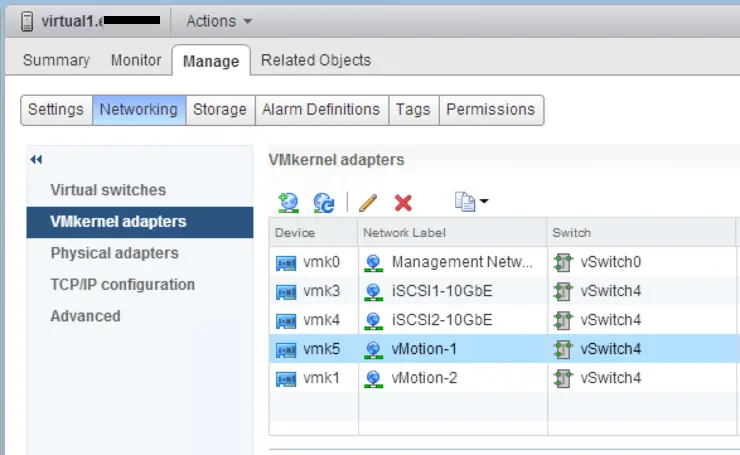 virtual1. Actions
Summary Monitor Manage Related Objects
Settings Networking Storage Alarm Definitions Tags Permissions
Virtual switches
VMkernel adapters
Physical adapters
TCP/IP configuration
Advanced
VMkernel adapters
Device Network Label Switch
vmk0 Management Netw... vSwitch0
vmk3 iSCSI1-10GbE vSwitch4
vmk4 iSCSI2-10GbE vSwitch4
vmk5 vMotion-1 vSwitch4
vmk1 vMotion-2 vSwitch4